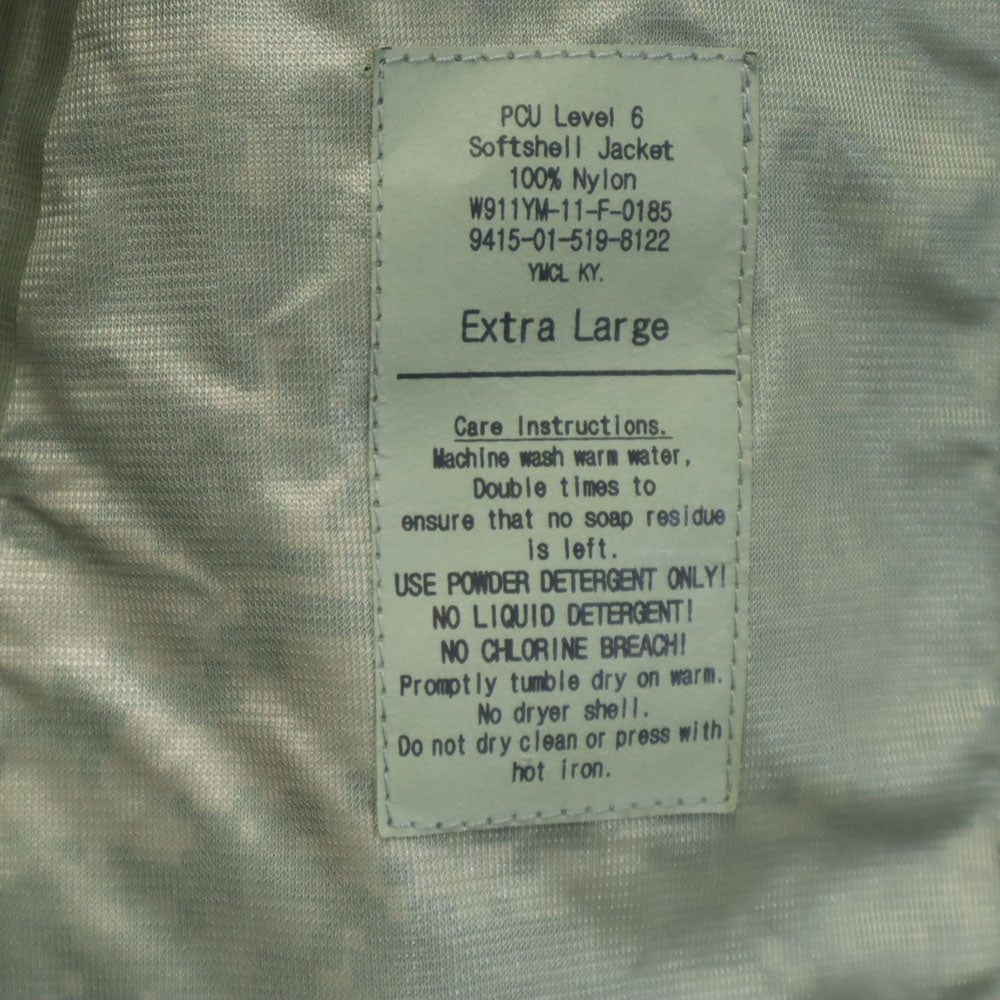 PCU Level 6
Softshell Jacket
100% Nylon
W911YM-11-F-0185
9415-01-519-8122
YMCL KY.
Extra Large
Care Instructions.
Machine wash warm water,
Double times to
ensure that no soap residue
is left.
USE POWDER DETERGENT ONLY!
NO LIQUID DETERGENT!
NO CHLORINE BREACH!
Promptly tumble dry on warm.
No dryer shell.
Do not dry clean or press with
hot iron.